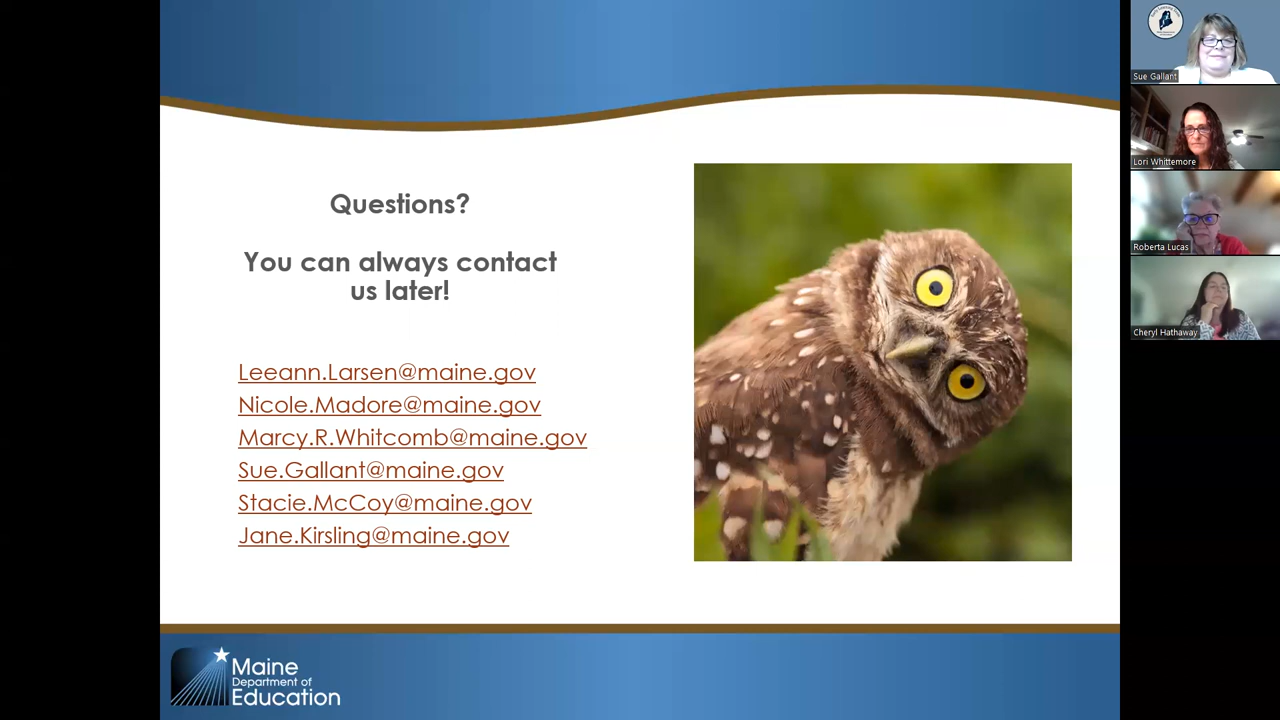 Questions?
You can always contact
us later!
Leeann.Larsen@maine.gov
Nicole.Madore@maine.gov
Marcy.R.Whitcomb@maine.gov
Sue.Gallant@maine.gov
Stacie.McCoy@maine.gov
Jane.Kirsling@maine.gov
Maine
Department of
Education
Sue Gallant
Lori Whittemore
Roberta Lucas
Cheryl Hathaway